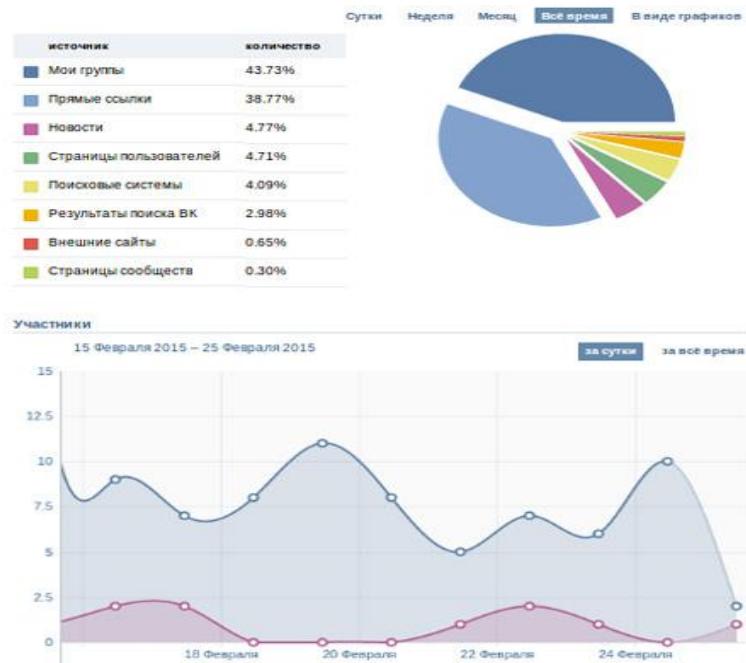 Сутки Неделя Месяц Всё время В виде графиков
источник количество
Мои группы 43.73%
Прямые ссылки 38.77%
Новости 4.77%
Страницы пользователей 4.71%
Поисковые системы 4.09%
Результаты поиска ВК 2.98%
Внешние сайты 0.65%
Страницы сообществ 0.30%
Участники
15 Февраля 2015 – 25 Февраля 2015 за сутки за всё время
15
12.5
10
7.5
5
2.5
0
18 Февраля 20 Февраля 22 Февраля 24 Февраля